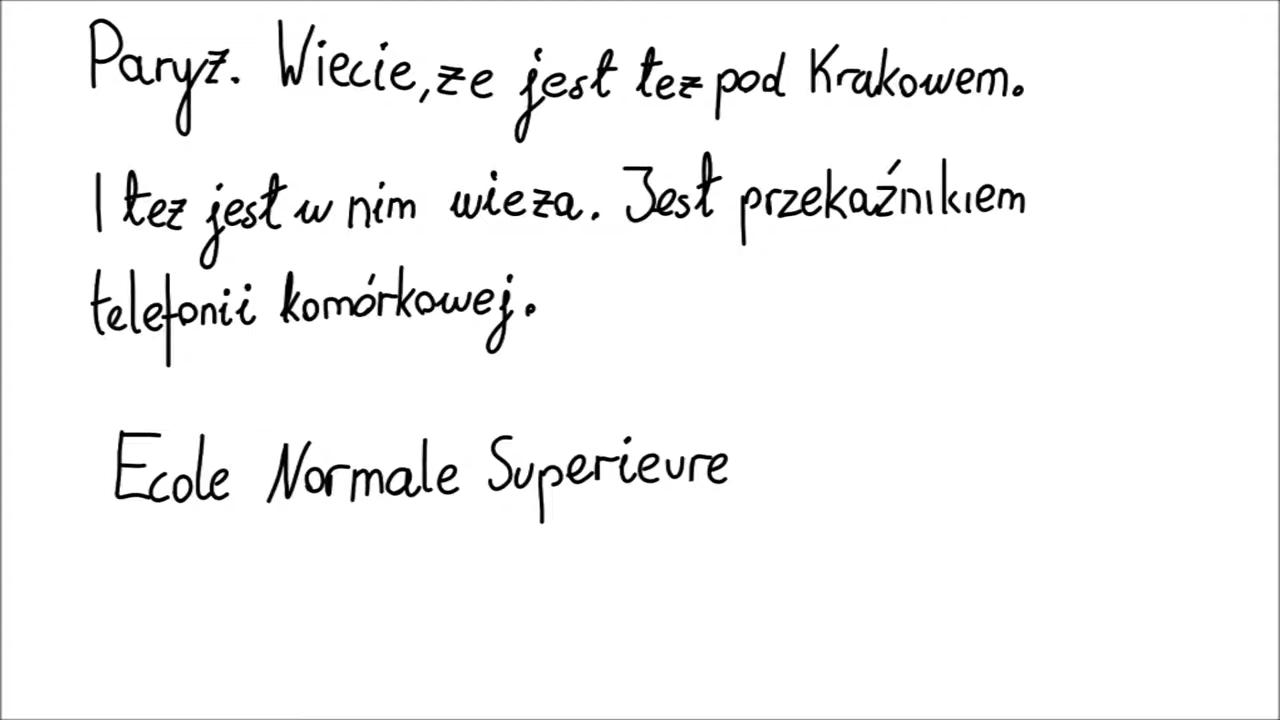 Paryż. Wiecie, że jest też pod Krakowem.
I też jest w nim wieża. Jest przekaźnikiem
telefonii komórkowej.
Ecole Normale Superieure